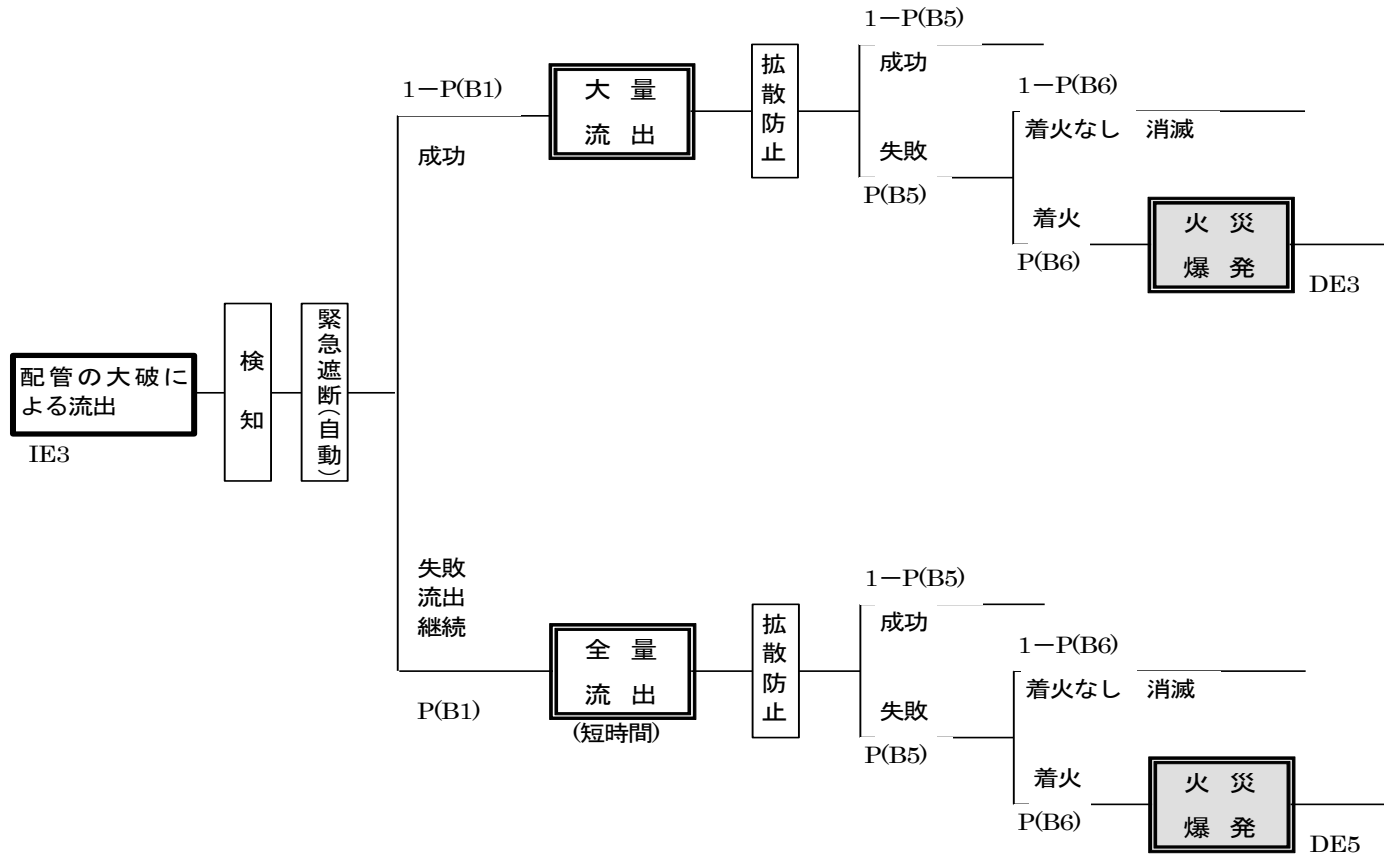 1－P(B5)
成功
拡散防止
1－P(B1)
大 量
流 出
成功
1－P(B6)
着火なし 消滅
失敗
P(B5)
着火
P(B6)
火 災
爆 発
DE3
配管の大破に
よる流出
IE3
検 知
緊急遮断（自動）
失敗
流出
継続
P(B1)
全 量
流 出
(短時間)
拡散防止
1－P(B5)
成功
失敗
P(B5)
1－P(B6)
着火なし 消滅
着火
P(B6)
火 災
爆 発
DE5